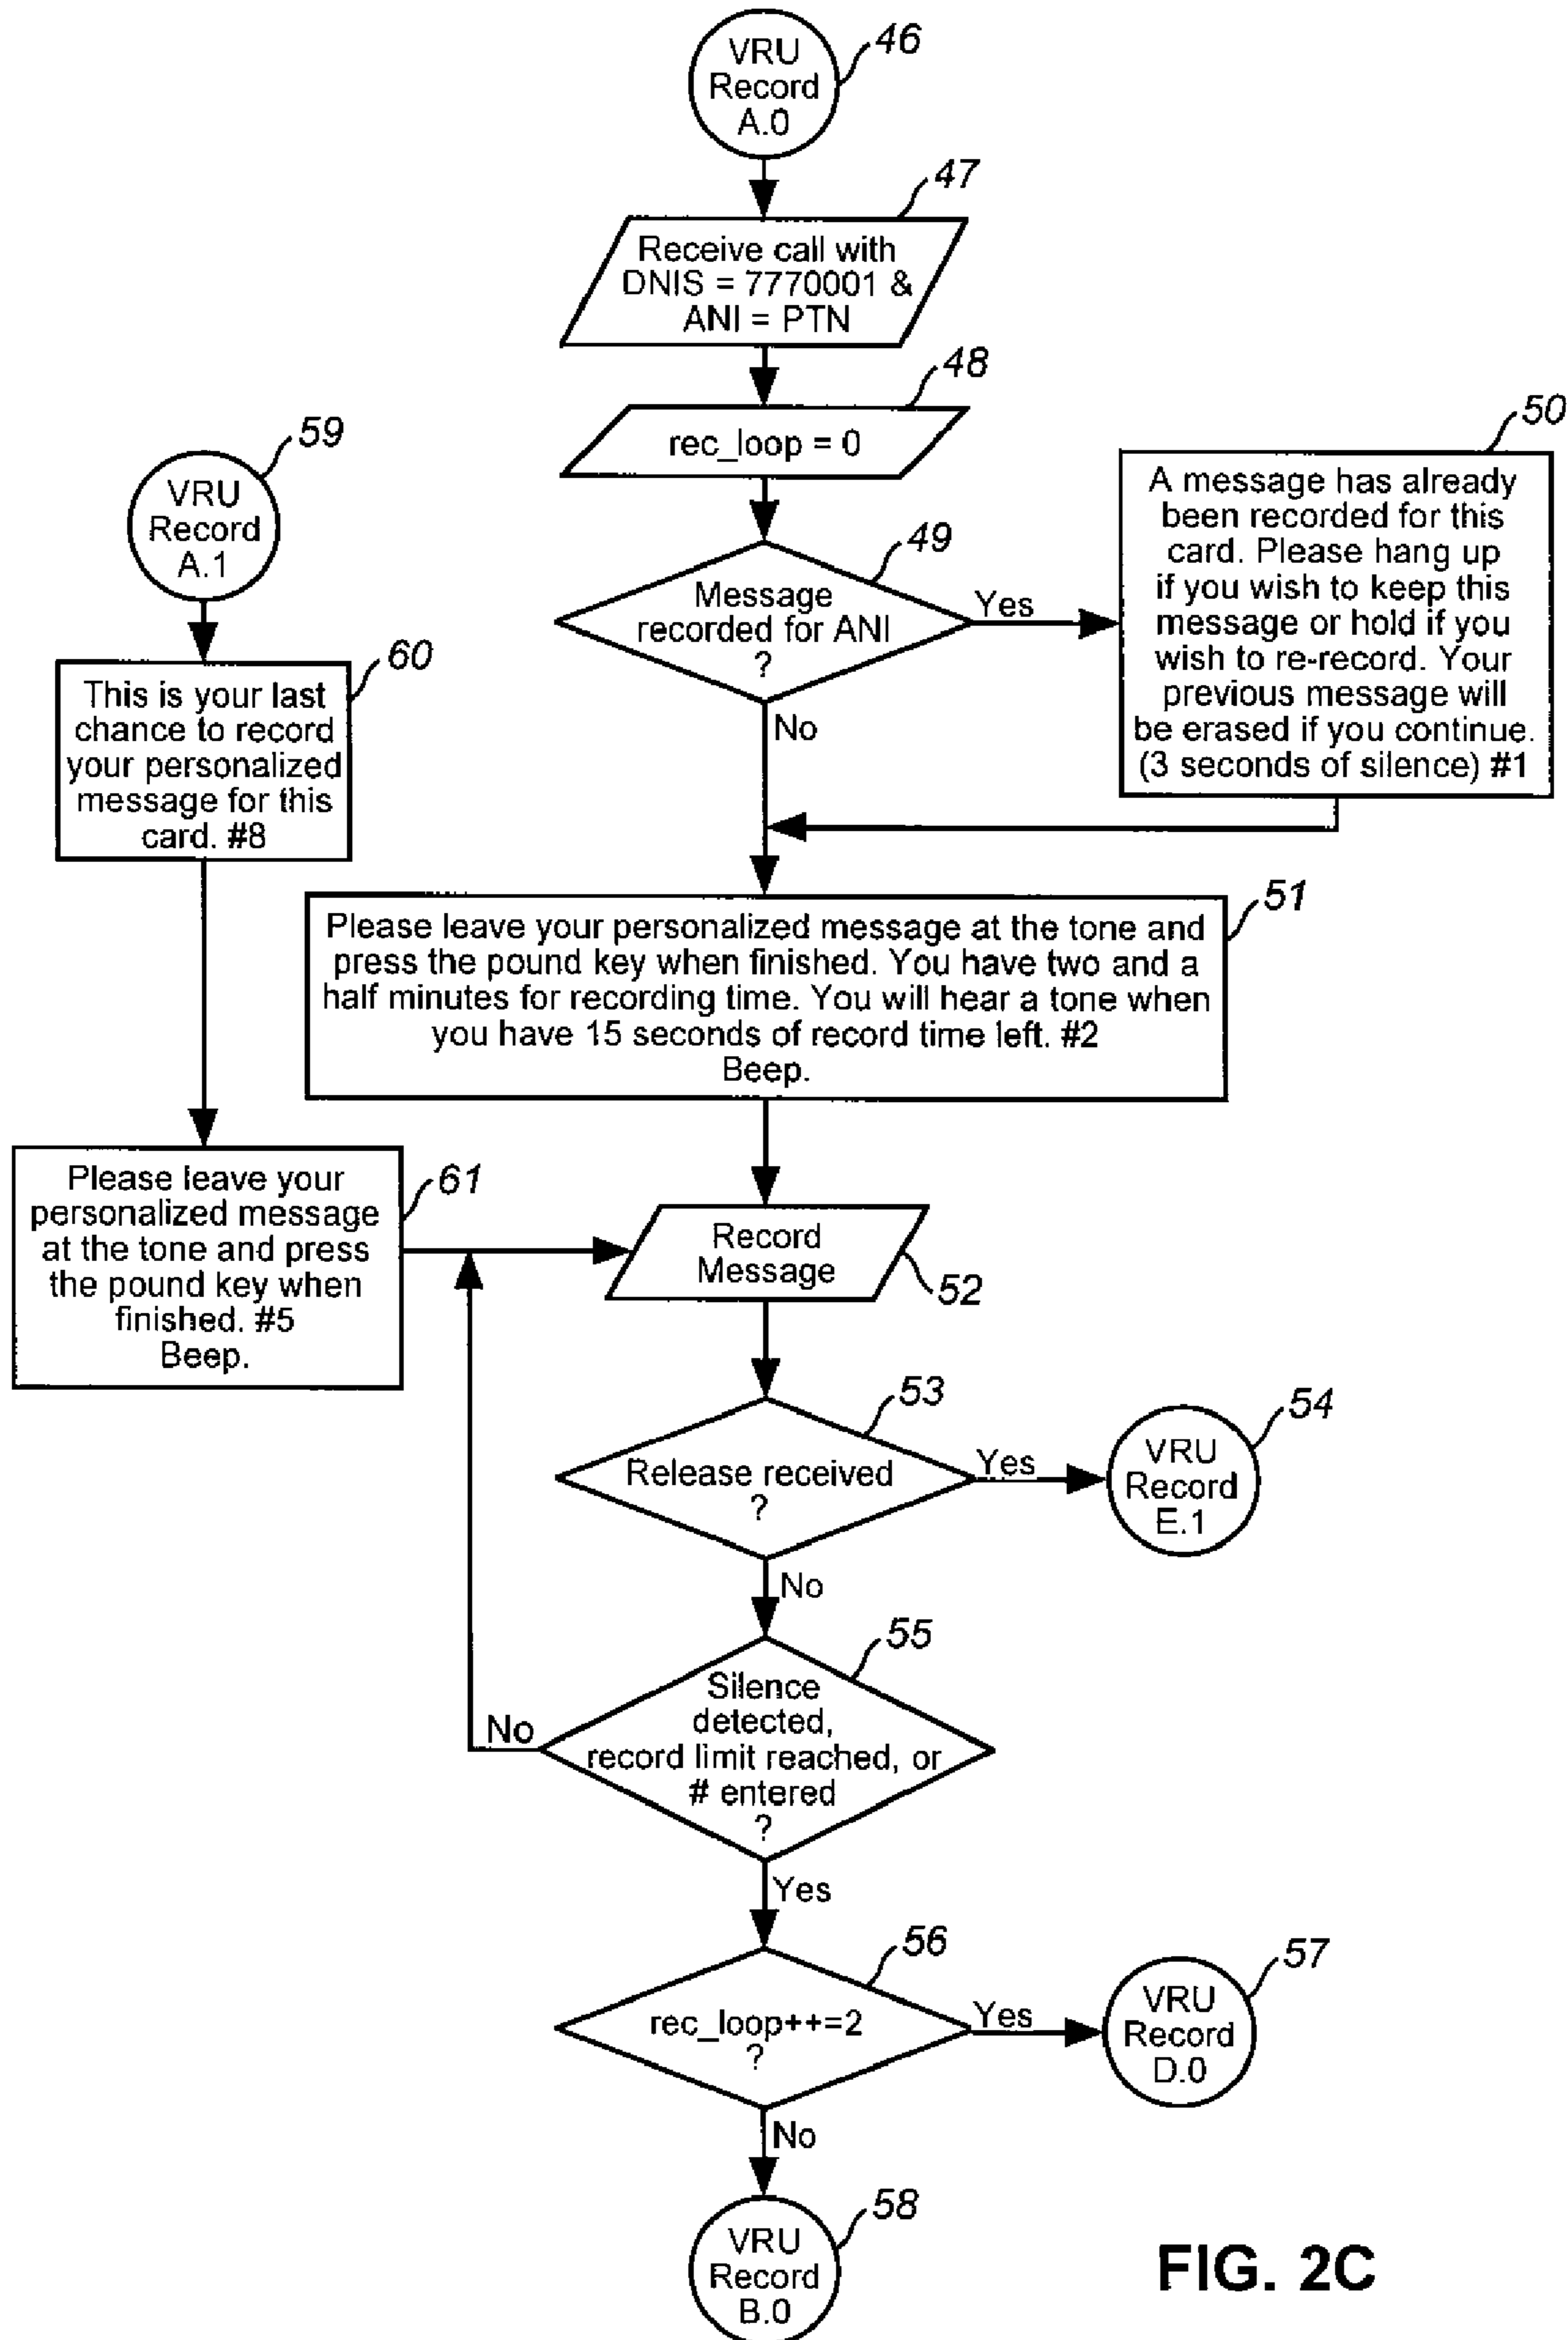 VRU
Record
A.0
46
47
Receive call with
DNIS = 7770001 &
ANI = PTN
48
rec_loop = 0
59
VRU
Record
A.1
49
Message
recorded for ANI
?
Yes
No
50
A message has already
been recorded for this
card. Please hang up
if you wish to keep this
message or hold if you
wish to re-record. Your
previous message will
be erased if you continue.
(3 seconds of silence) #1
60
This is your last
chance to record
your personalized
message for this
card. #8
51
Please leave your personalized message at the tone and
press the pound key when finished. You have two and a
half minutes for recording time. You will hear a tone when
you have 15 seconds of record time left. #2
Beep.
61
Please leave your
personalized message
at the tone and press
the pound key when
finished. #5
Beep.
Record
Message
52
53
Release received
?
Yes
No
54
VRU
Record
E.1
55
Silence
detected,
record limit reached, or
# entered
?
No
Yes
56
rec_loop++=2
?
Yes
No
57
VRU
Record
D.0
58
VRU
Record
B.0
FIG. 2C